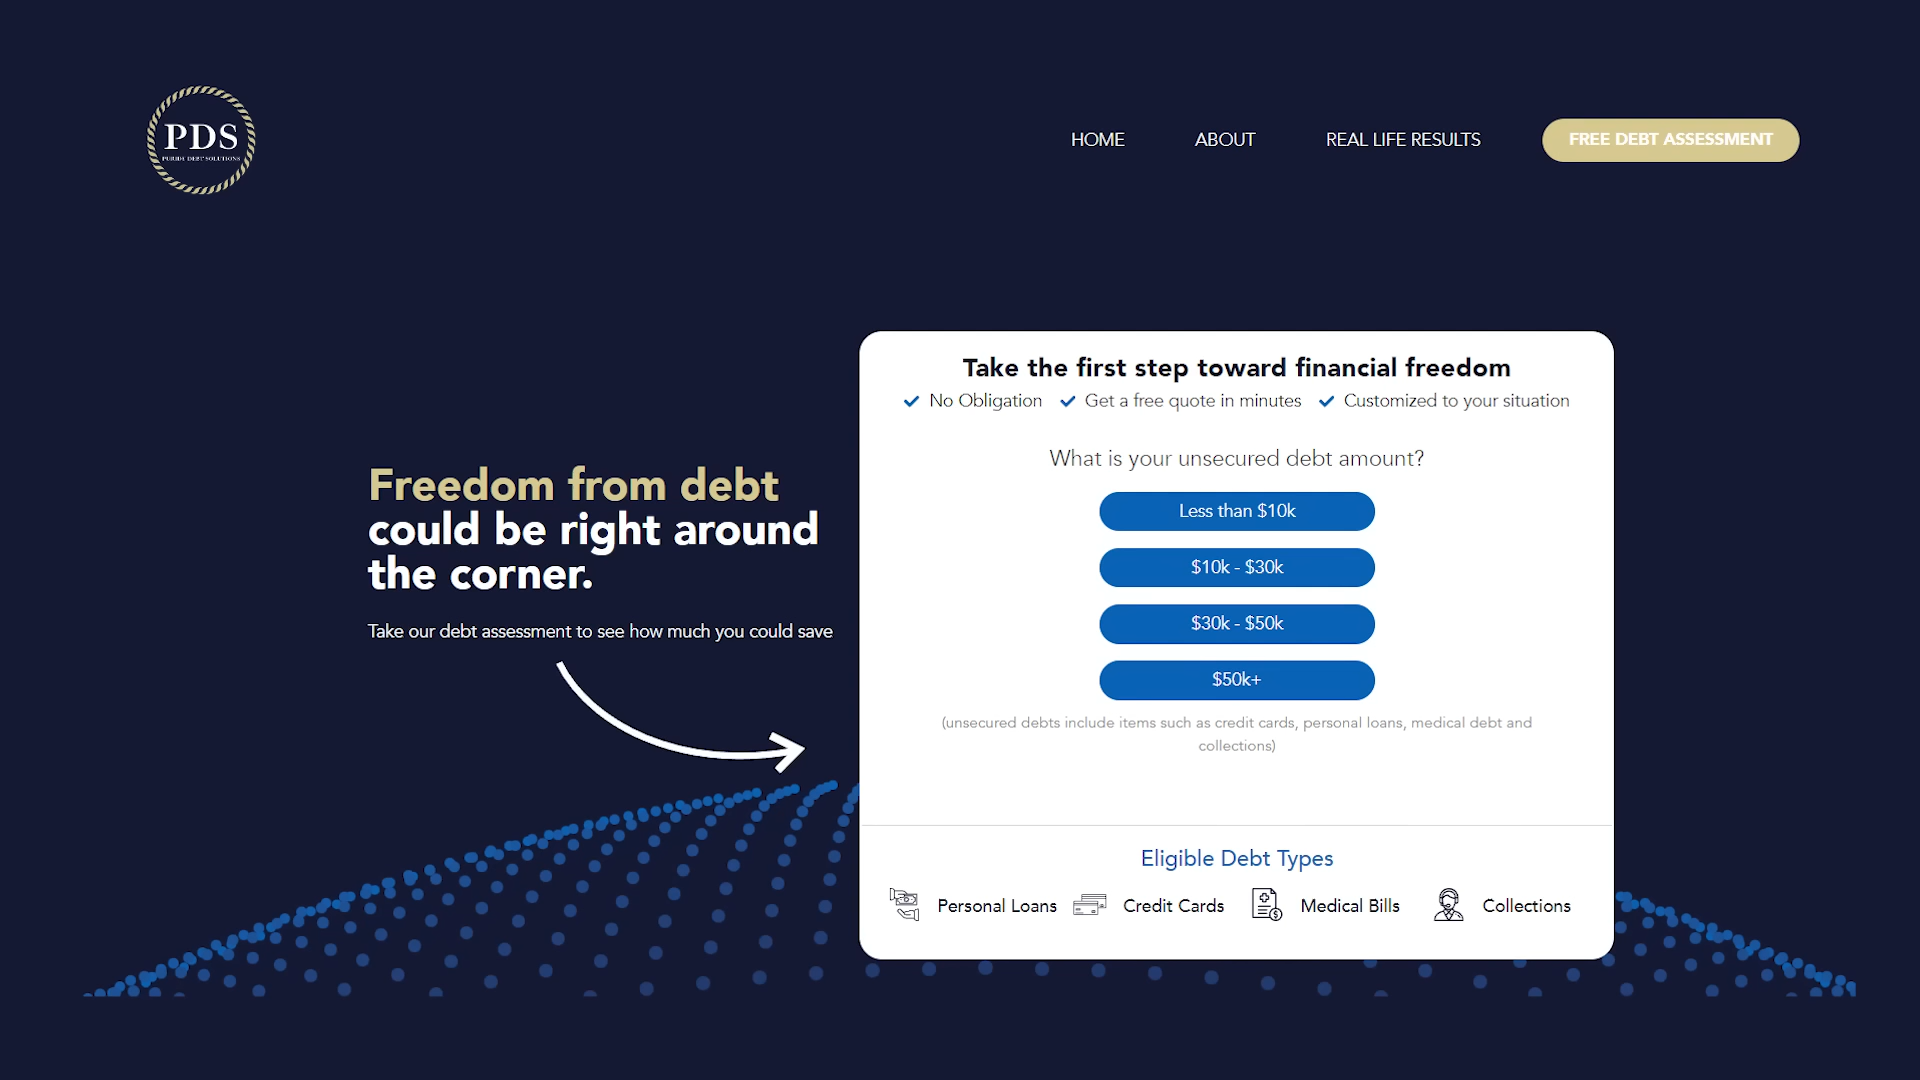 PDS
DEBT SOLUTIONS
HOME
ABOUT
REAL LIFE RESULTS
FREE DEBT ASSESSMENT
Freedom from debt
could be right around
the corner.
Take our debt assessment to see how much you could save
Take the first step toward financial freedom
No Obligation
Get a free quote in minutes
Customized to your situation
What is your unsecured debt amount?
Less than $10k
$10k - $30k
$30k - $50k
$50k+
(unsecured debts include items such as credit cards, personal loans, medical debt and
collections)
Eligible Debt Types
Personal Loans
Credit Cards
Medical Bills
Collections